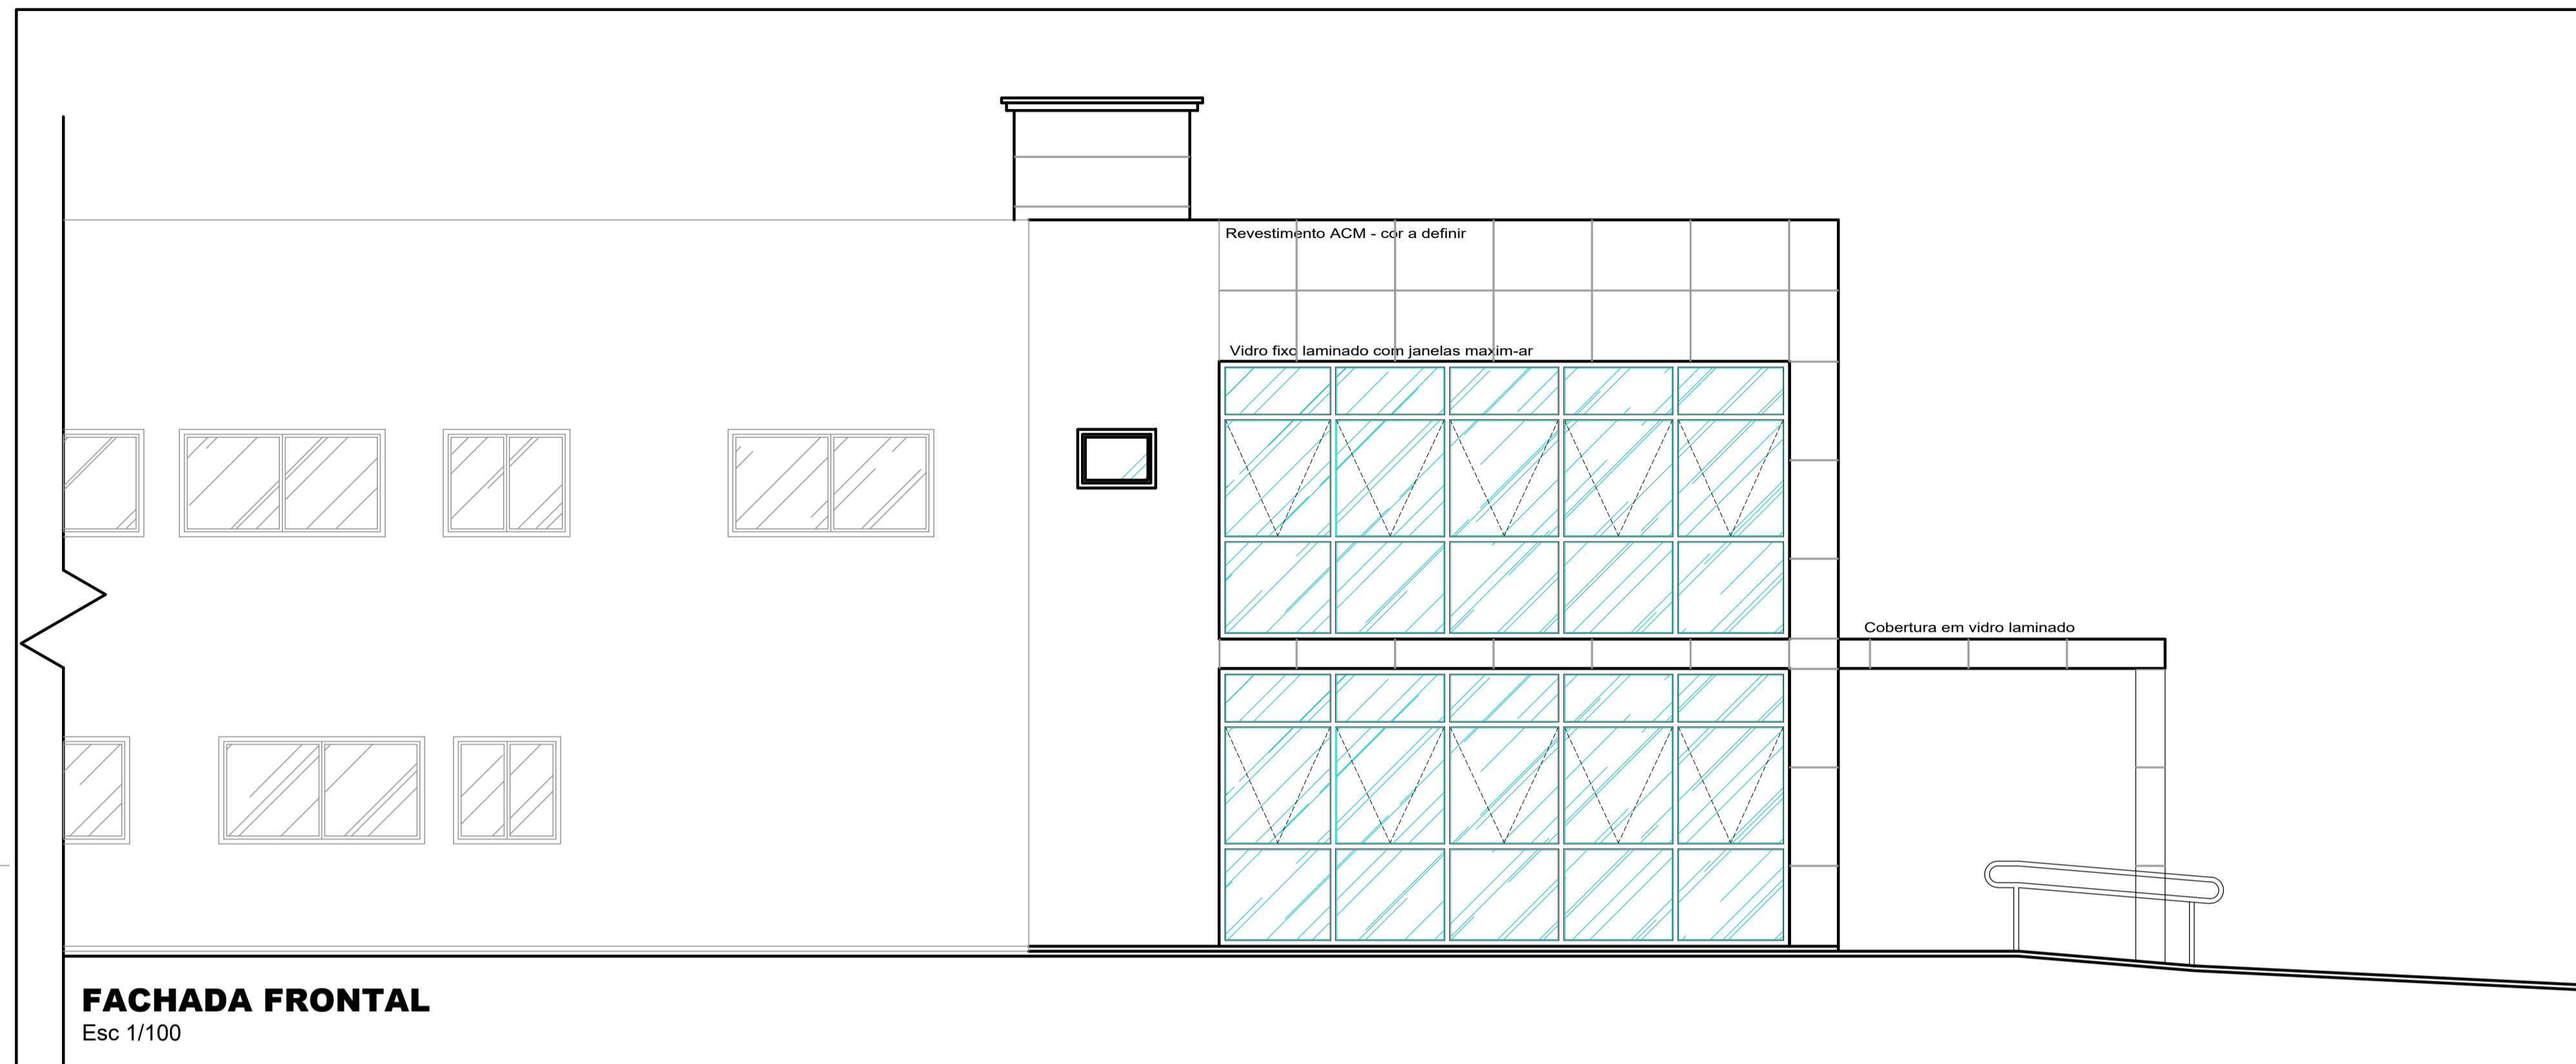 Revestimento ACM - cor a definir
Vidro fixo laminado com janelas maxim-ar
Cobertura em vidro laminado
FACHADA FRONTAL
Esc 1/100